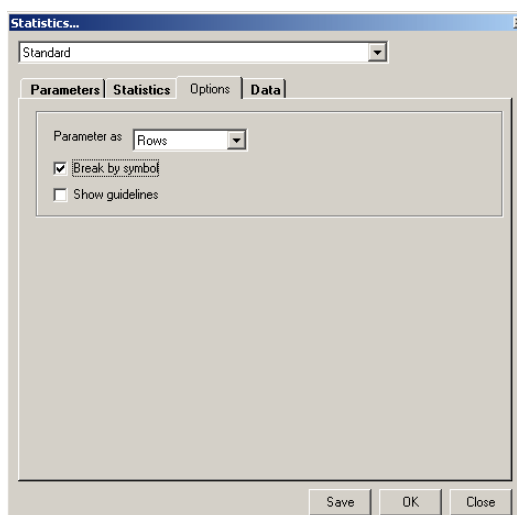 Statistics...
Standard
Parameters Statistics Options Data
Parameter as Rows
Break by symbol
Show guidelines
Save OK Close